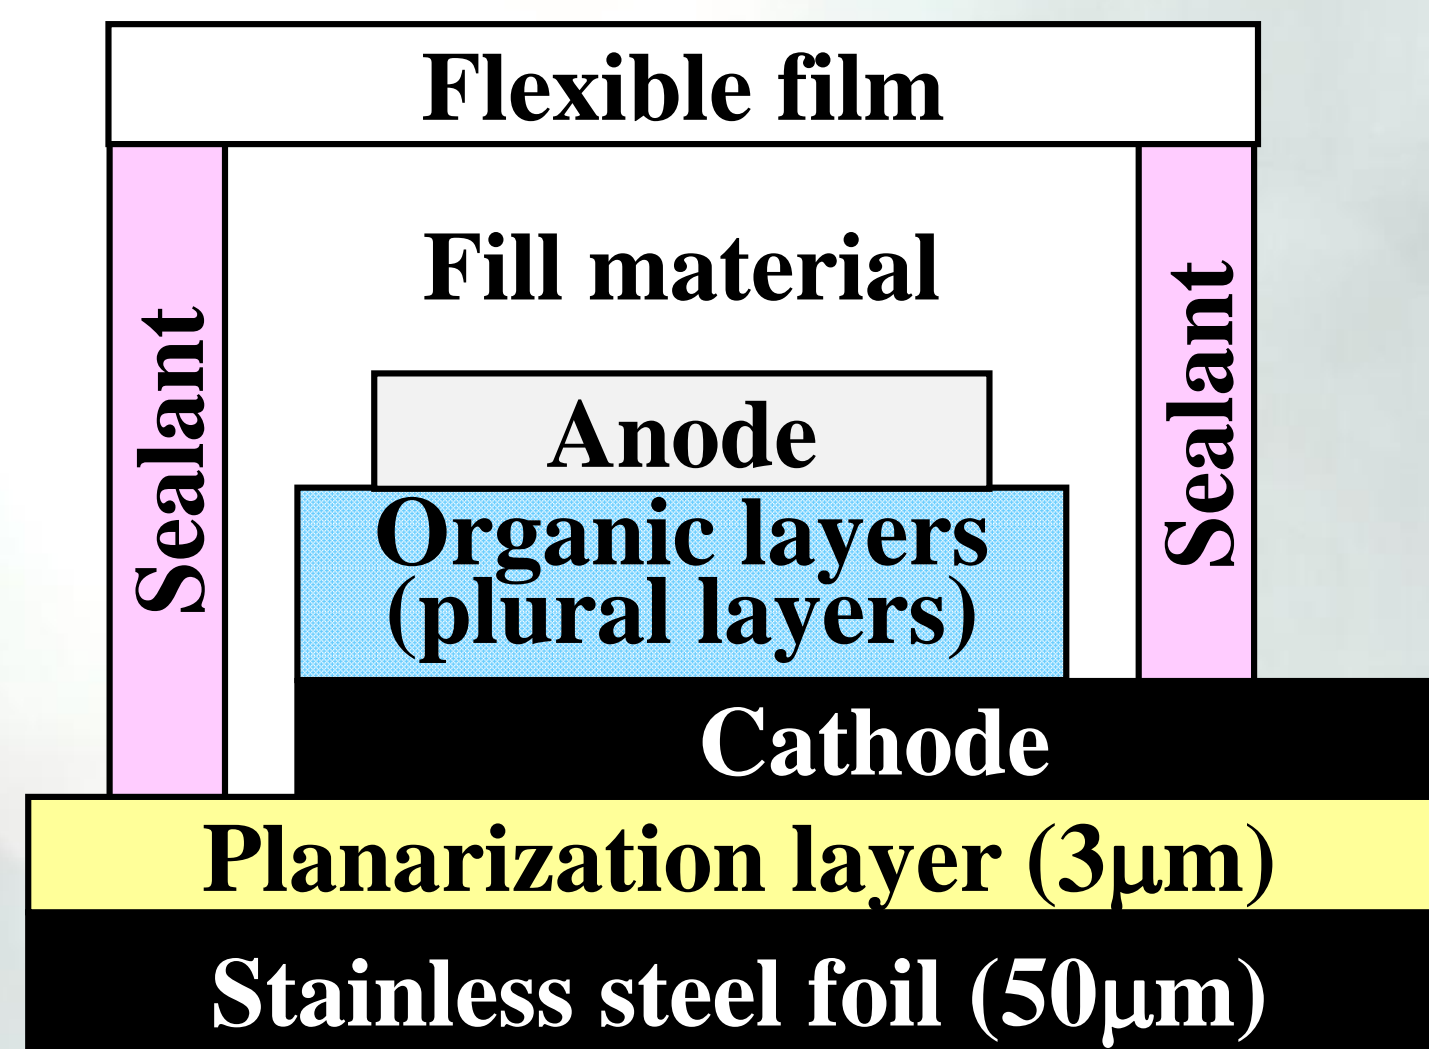 Flexible film
Fill material
Sealant
Sealant
Anode
Organic layers
(plural layers)
Cathode
Planarization layer (3μm)
Stainless steel foil (50μm)